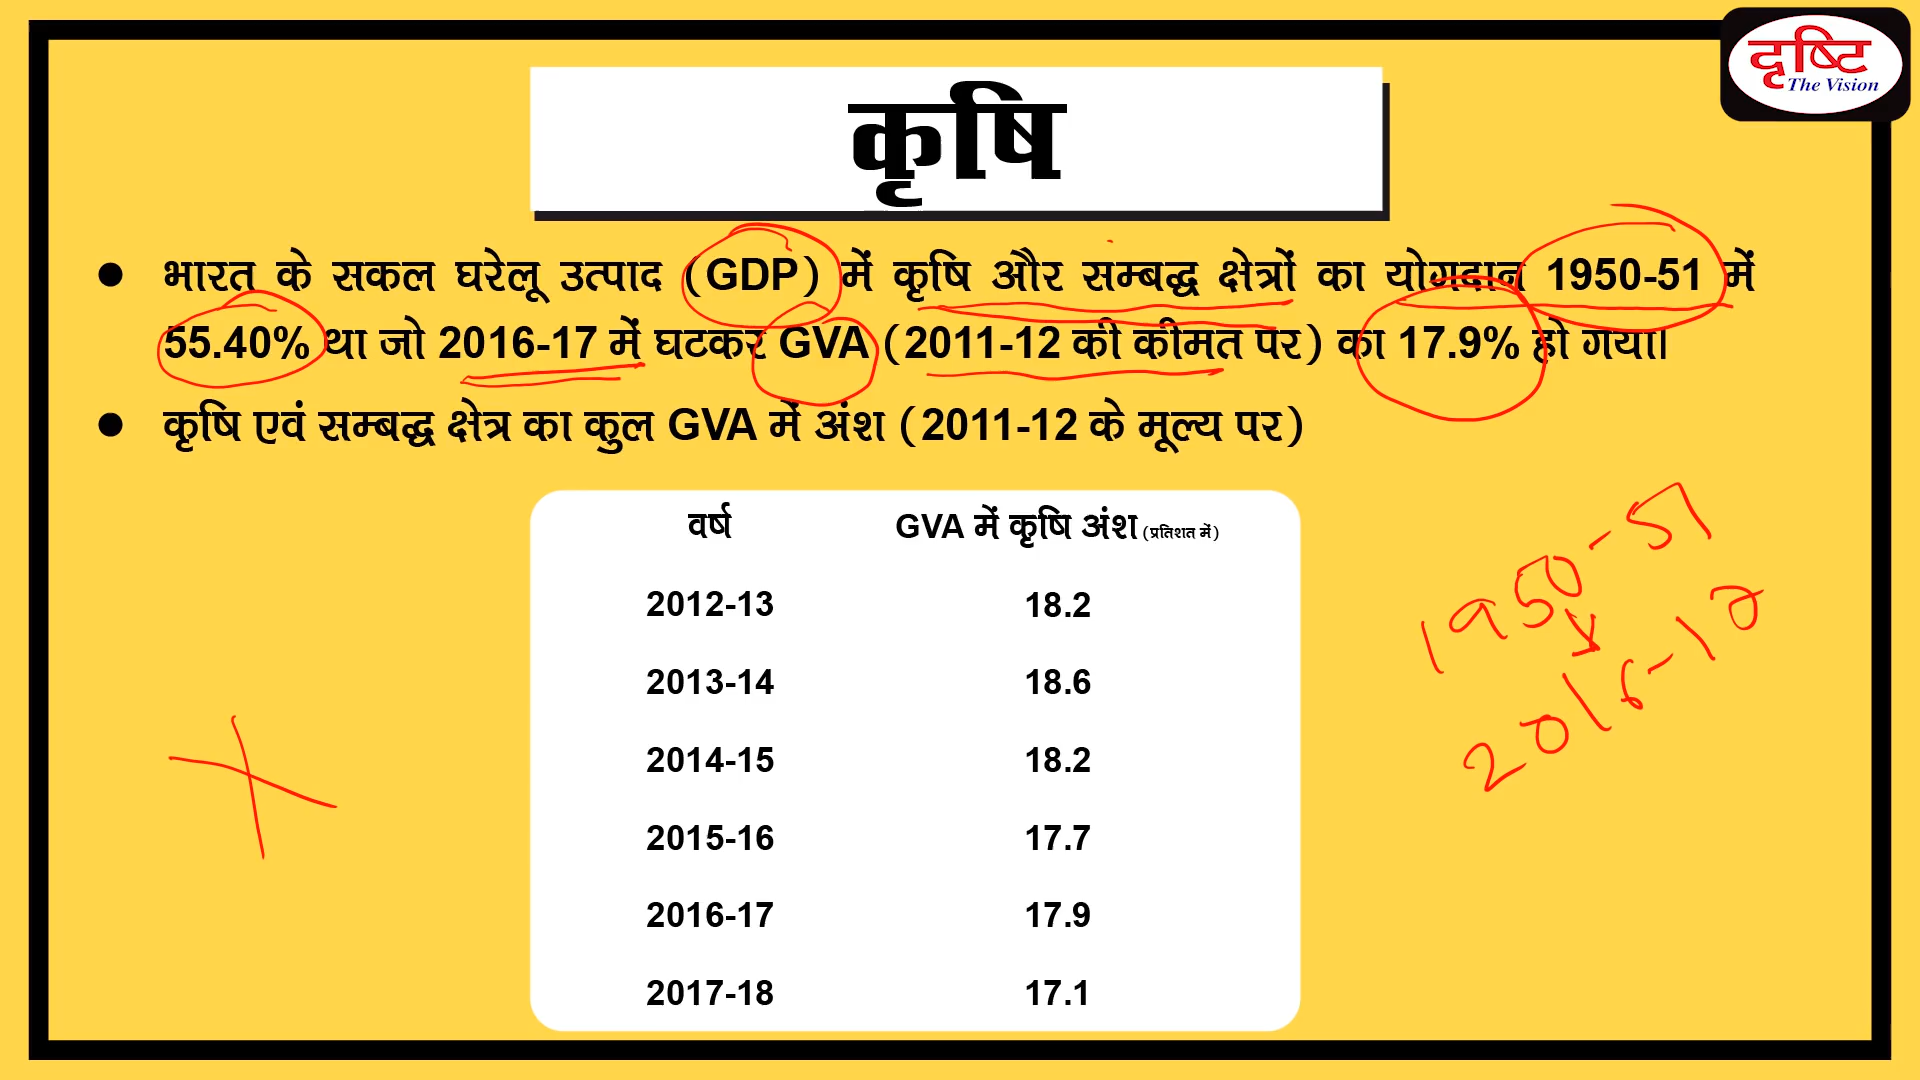 दृष्टि
The Vision
कृषि
● भारत के सकल घरेलू उत्पाद (GDP) में कृषि और सम्बद्ध क्षेत्रों का योगदान 1950-51 में
55.40% था जो 2016-17 में घटकर GVA (2011-12 की कीमत पर) का 17.9% हो गया।
● कृषि एवं सम्बद्ध क्षेत्र का कुल GVA में अंश (2011-12 के मूल्य पर)
वर्ष GVA में कृषि अंश (प्रतिशत में)
2012-13 18.2
2013-14 18.6
2014-15 18.2
2015-16 17.7
2016-17 17.9
2017-18 17.1
1950-51
2016-17